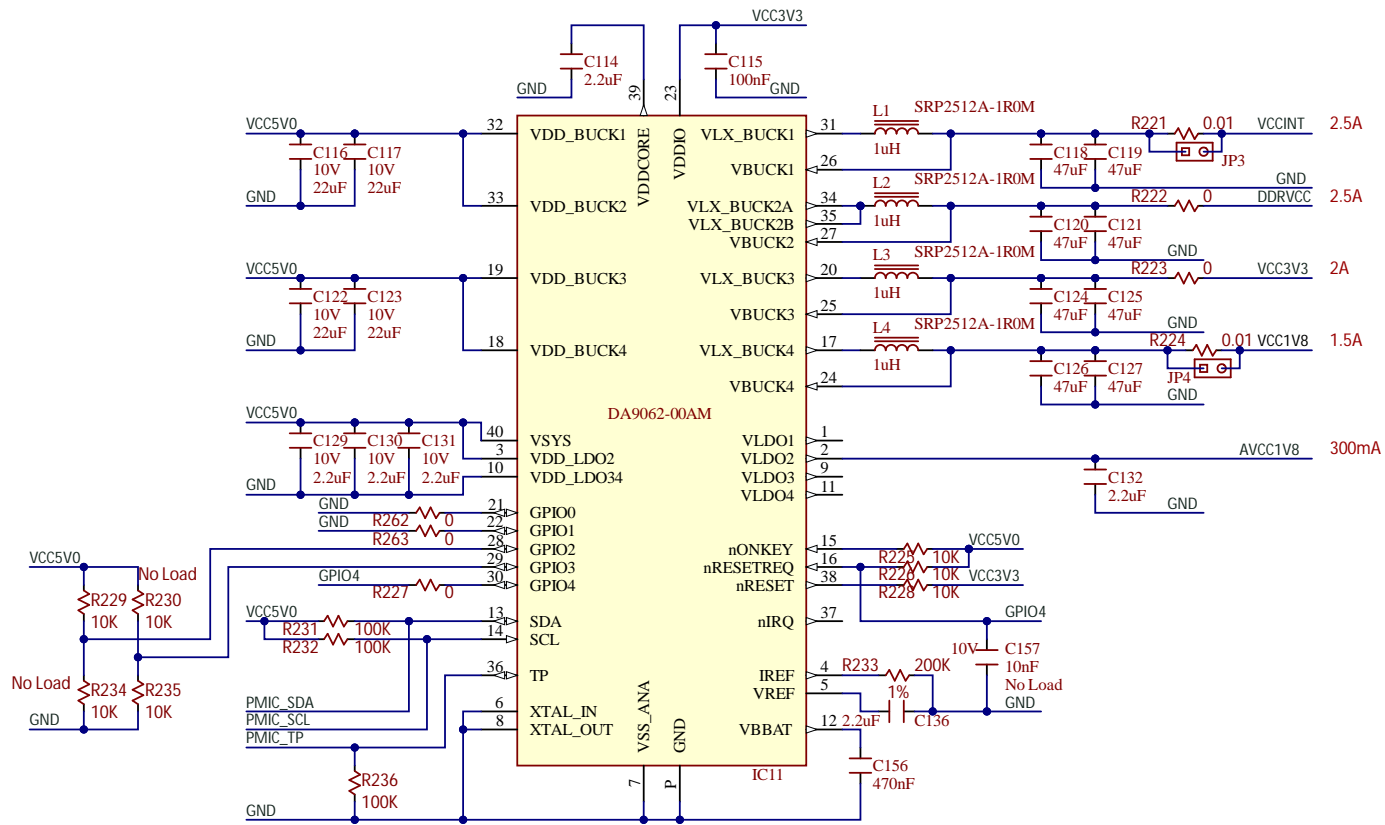 VCC3V3
C114
2.2uF
GND
C115
100nF
GND
39
23
VCC5V0
C116
10V
22uF
C117
10V
22uF
GND
32
VDD_BUCK1
33
VDD_BUCK2
VDDCORE
VDDIO
VLX_BUCK1
31
VBUCK1
26
L1
SRP2512A-1R0M
1uH
C118
47uF
C119
47uF
R221
0.01
JP3
VCCINT
2.5A
GND
VLX_BUCK2A
34
VLX_BUCK2B
35
VBUCK2
27
L2
SRP2512A-1R0M
1uH
C120
47uF
C121
47uF
R222
0
DDRVCC
2.5A
GND
VCC5V0
C122
10V
22uF
C123
10V
22uF
GND
19
VDD_BUCK3
18
VDD_BUCK4
VLX_BUCK3
20
VBUCK3
25
L3
SRP2512A-1R0M
1uH
C124
47uF
C125
47uF
R223
0
VCC3V3
2A
GND
VLX_BUCK4
17
VBUCK4
24
L4
SRP2512A-1R0M
1uH
C126
47uF
C127
47uF
R224
0.01
JP4
VCC1V8
1.5A
GND
DA9062-00AM
VCC5V0
C129
10V
2.2uF
C130
10V
2.2uF
C131
10V
2.2uF
GND
40
VSYS
3
VDD_LDO2
10
VDD_LDO34
VLDO1
1
VLDO2
2
VLDO3
9
VLDO4
11
AVCC1V8
300mA
C132
2.2uF
GND
GND
R262
0
21
GPIO0
GND
R263
0
22
GPIO1
28
GPIO2
29
GPIO3
GPIO4
R227
0
30
GPIO4
nONKEY
15
R225
10K
VCC5V0
nRESETREQ
16
R226
10K
nRESET
38
R228
10K
VCC3V3
VCC5V0
No Load
R229
10K
R230
10K
No Load
R234
10K
R235
10K
GND
VCC5V0
R231
100K
R232
100K
13
SDA
14
SCL
36
TP
6
XTAL_IN
8
XTAL_OUT
PMIC_SDA
PMIC_SCL
PMIC_TP
R236
100K
GND
nIRQ
37
GPIO4
10V
C157
10nF
No Load
GND
IREF
4
R233
200K
1%
VREF
5
2.2uF
C136
VBBAT
12
C156
470nF
VSS_ANA
GND
7
P
IC11